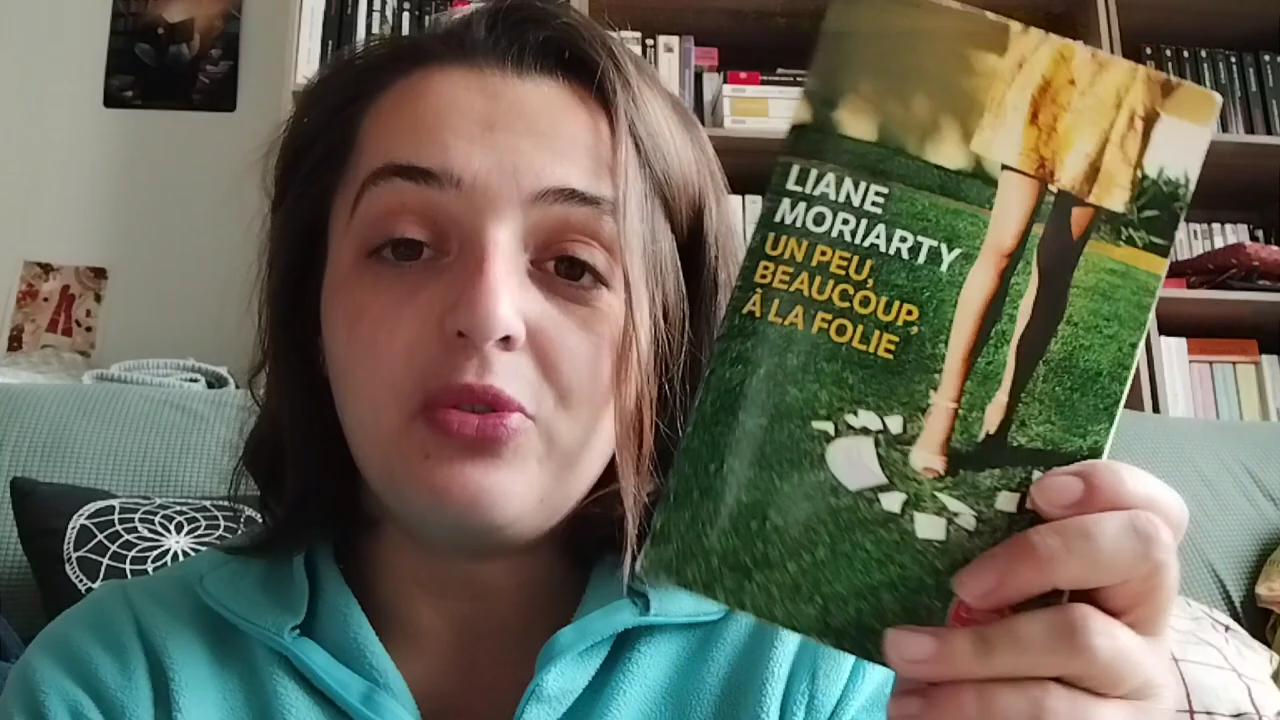 LIANE
MORIARTY
UN PEU,
BEAUCOUP,
À LA FOLIE